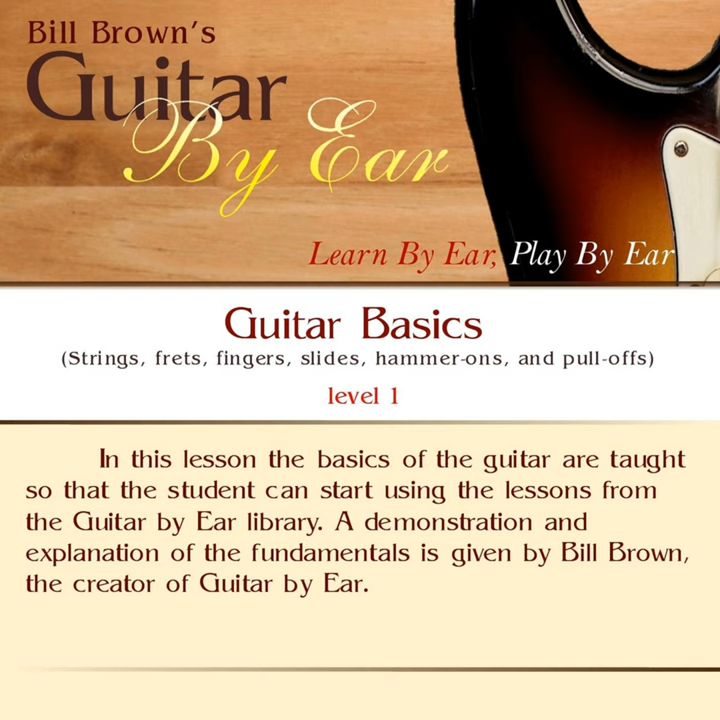 Bill Brown's
Guitar
By Ear
Learn By Ear, Play By Ear
Guitar Basics
(Strings, frets, fingers, slides, hammer-ons, and pull-offs)
level 1
In this lesson the basics of the guitar are taught
so that the student can start using the lessons from
the Guitar by Ear library. A demonstration and
explanation of the fundamentals is given by Bill Brown,
the creator of Guitar by Ear.